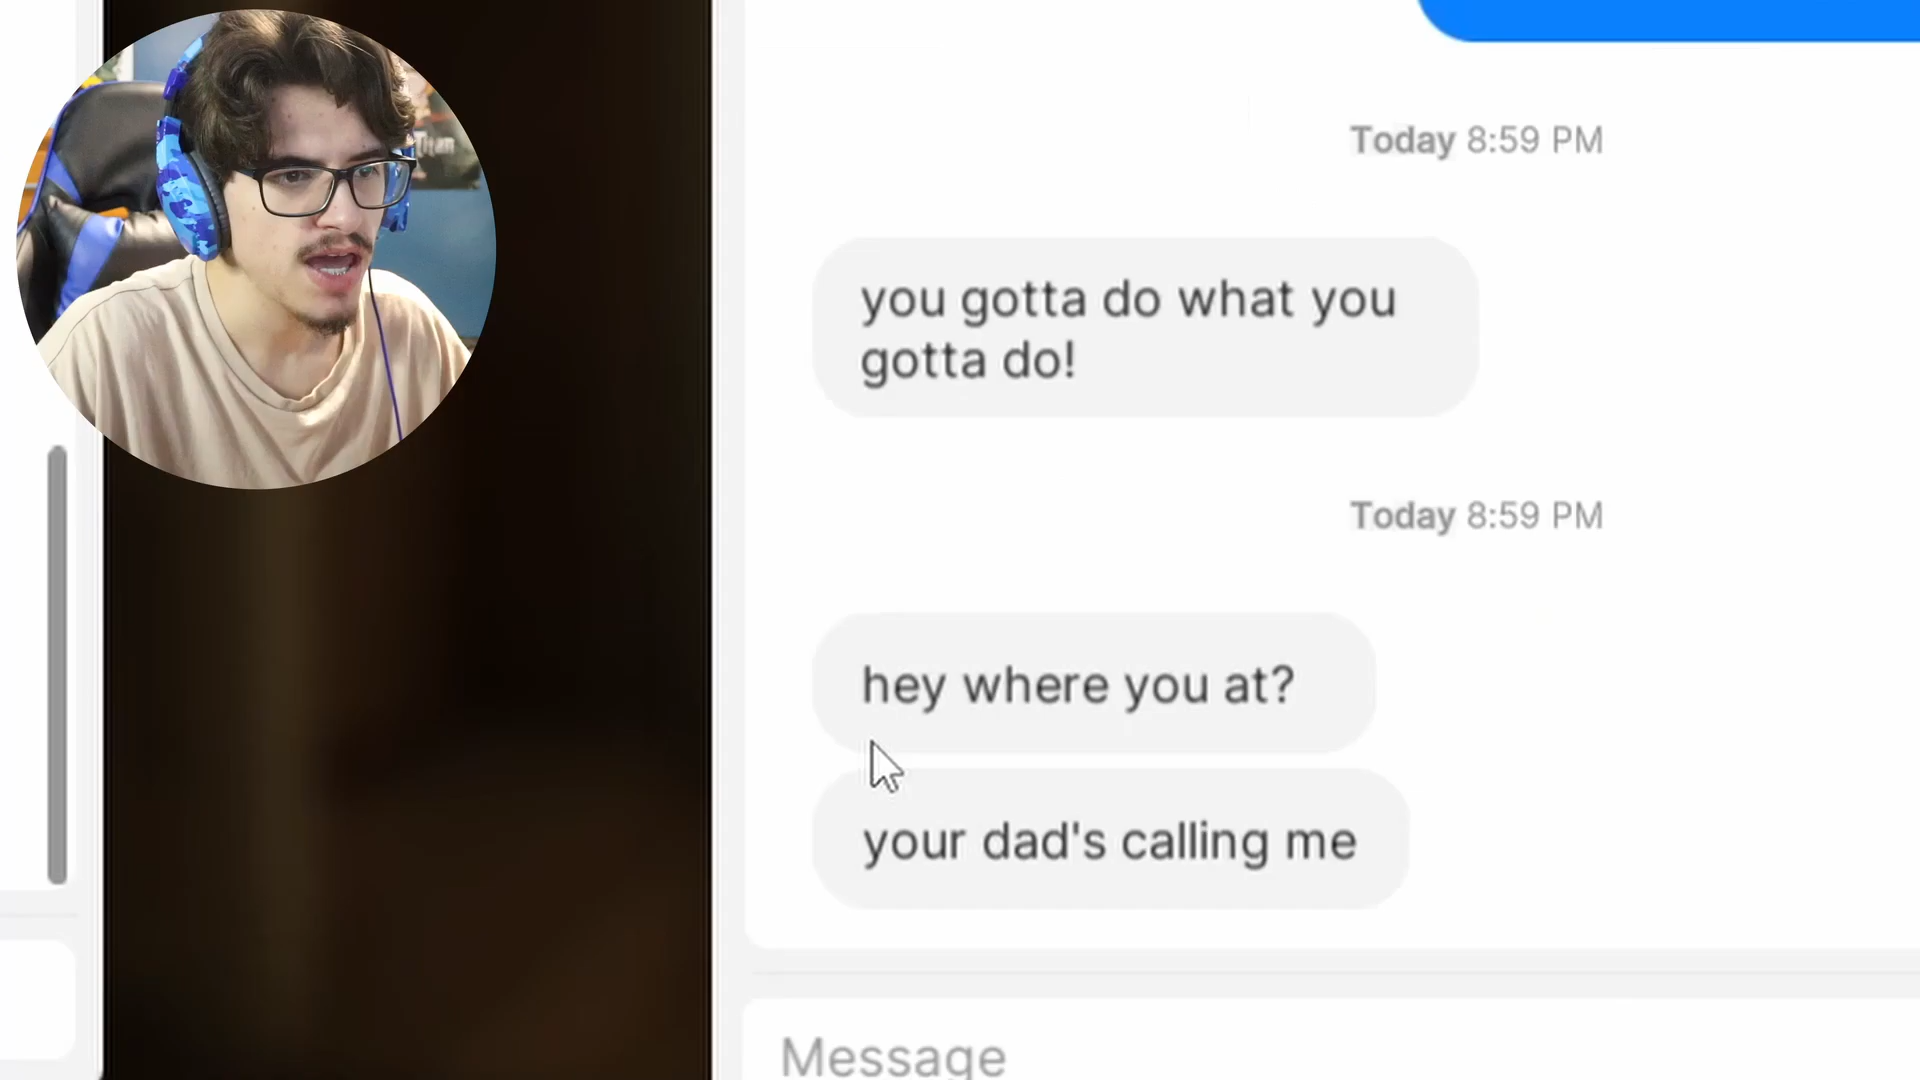 Titan
Today 8:59 PM
you gotta do what you
gotta do!
Today 8:59 PM
hey where you at?
your dad's calling me
Message